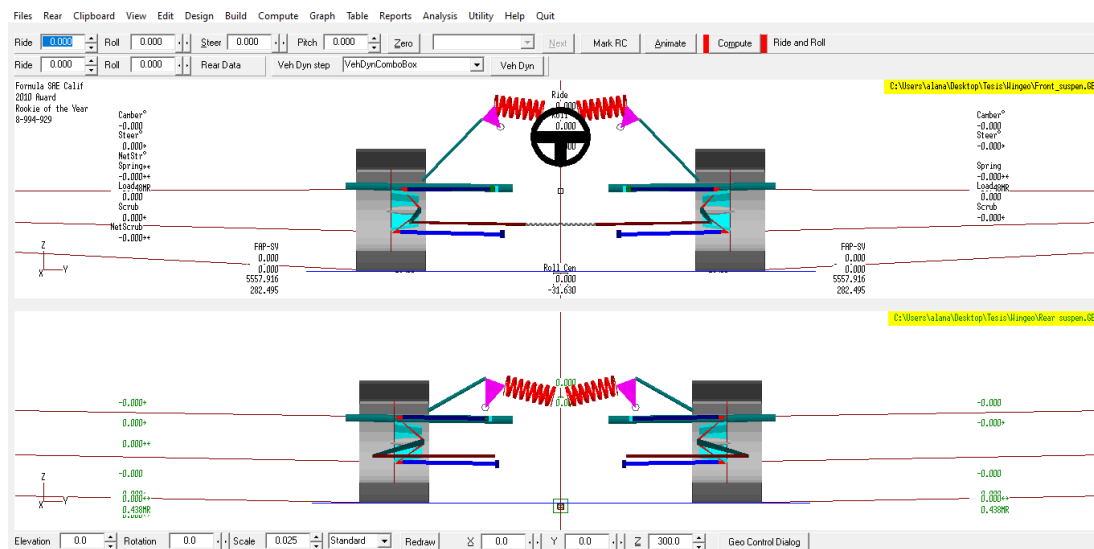 Files Rear Clipboard View Edit Design Build Compute Graph Table Reports Analysis Utility Help Quit
Ride 0.000 Roll 0.000 Steer 0.000 Pitch 0.000 Zero Next Mark RC Animate Compute Ride and Roll
Ride 0.000 Roll 0.000 Rear Data Veh Dyn step VehDynComboBox Veh Dyn
Formula SAE Calif
2010 Award
Rookie of the Year
8-994-929
C:\Users\alana\Desktop\Tesis\Wingeo\Front_suspen.GE
Ride
0.000
Roll
0.000
Camber°
-0.000
Steer°
0.000+
NetStr°
Spring++
-0.000++
Load48MR
0.000
Scrub
0.000+
NetScrub
-0.000++
Camber°
-0.000
Steer°
-0.000+
Spring
-0.000++
Load48MR
0.000
Scrub
0.000+
Z
X Y
FAP-SV
0.000
0.000
5557.916
282.495
Roll Cen
0.000
-31.630
FAP-SV
0.000
0.000
5557.916
282.495
C:\Users\alana\Desktop\Tesis\Wingeo\Rear suspen.GE
0.000
-0.000+
0.000+
0.000++
-0.000
0.000++
0.438MR
-0.000
-0.000+
0.000+
-0.000
0.000++
0.438MR
Z
X Y
Elevation 0.0 Rotation 0.0 Scale 0.025 Standard Redraw X 0.0 Y 0.0 Z 300.0 Geo Control Dialog